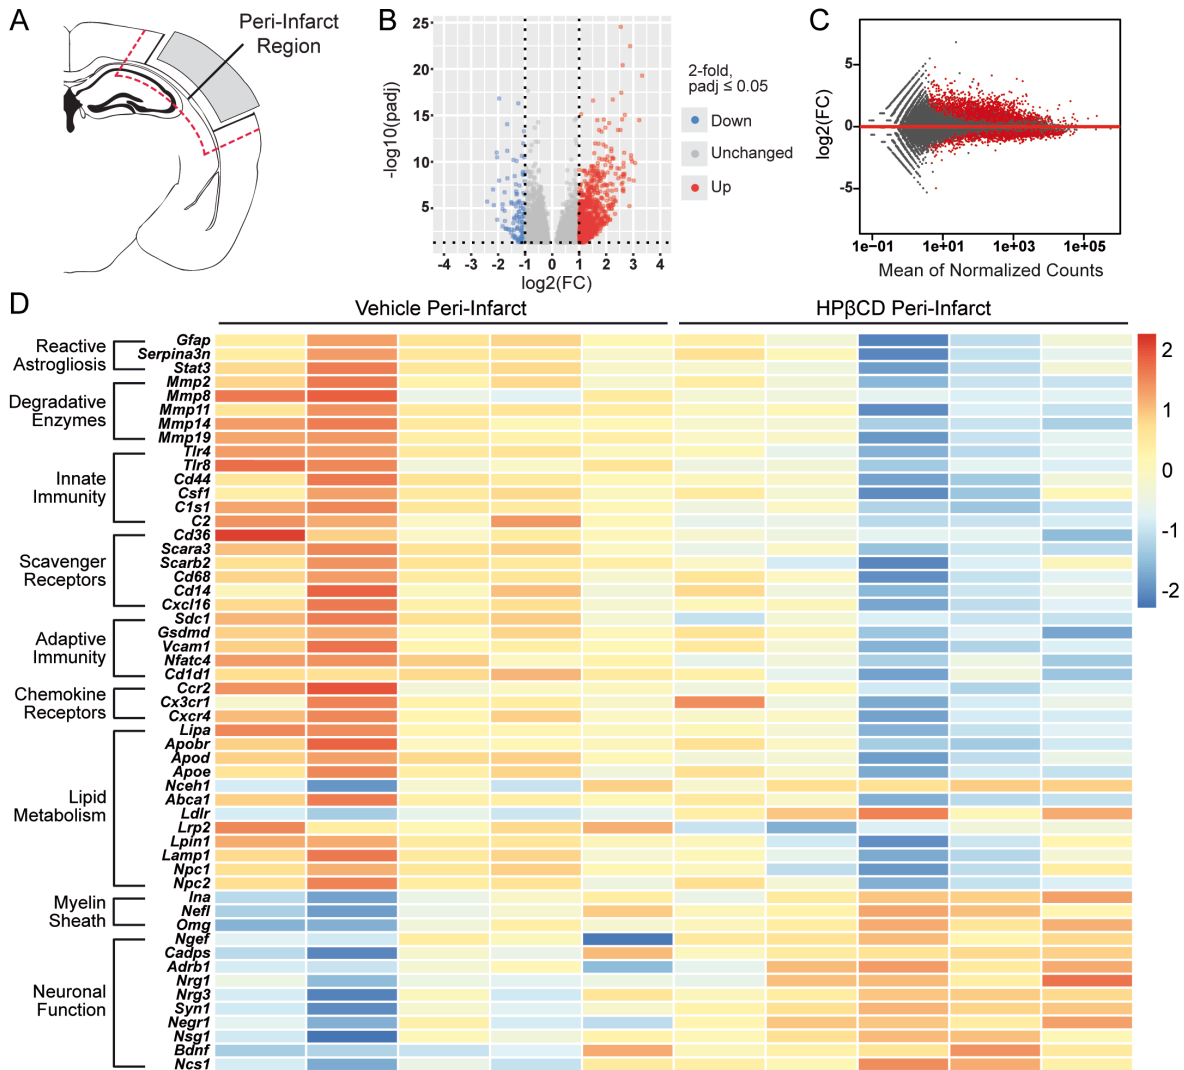 A
Peri-Infarct
Region
B
25
20
15
10
5
-log10(padj)
-4 -3 -2 -1 0 1 2 3 4
log2(FC)
2-fold,
padj ≤ 0.05
Down
Unchanged
Up
C
5
0
-5
log2(FC)
1e-01 1e+01 1e+03 1e+05
Mean of Normalized Counts
D
Vehicle Peri-Infarct
HPβCD Peri-Infarct
Reactive
Astrogliosis
Gfap
Serpina3n
Stat3
Degradative
Enzymes
Mmp2
Mmp8
Mmp11
Mmp14
Mmp19
Innate
Immunity
Tlr4
Tlr8
Cd44
Csf1
C1s1
C2
Scavenger
Receptors
Cd36
Scara3
Scarb2
Cd68
Cd14
Cxcl16
Adaptive
Immunity
Sdc1
Gsdmd
Vcam1
Nfatc4
Cd1d1
Chemokine
Receptors
Ccr2
Cx3cr1
Cxcr4
Lipid
Metabolism
Lipa
Apobr
Apod
Apoe
Nceh1
Abca1
Ldlr
Lrp2
Lpin1
Lamp1
Npc1
Npc2
Myelin
Sheath
Ina
Nefl
Omg
Neuronal
Function
Ngef
Cadps
Adrb1
Nrg1
Nrg3
Syn1
Negr1
Nsg1
Bdnf
Ncs1
2
1
0
-1
-2